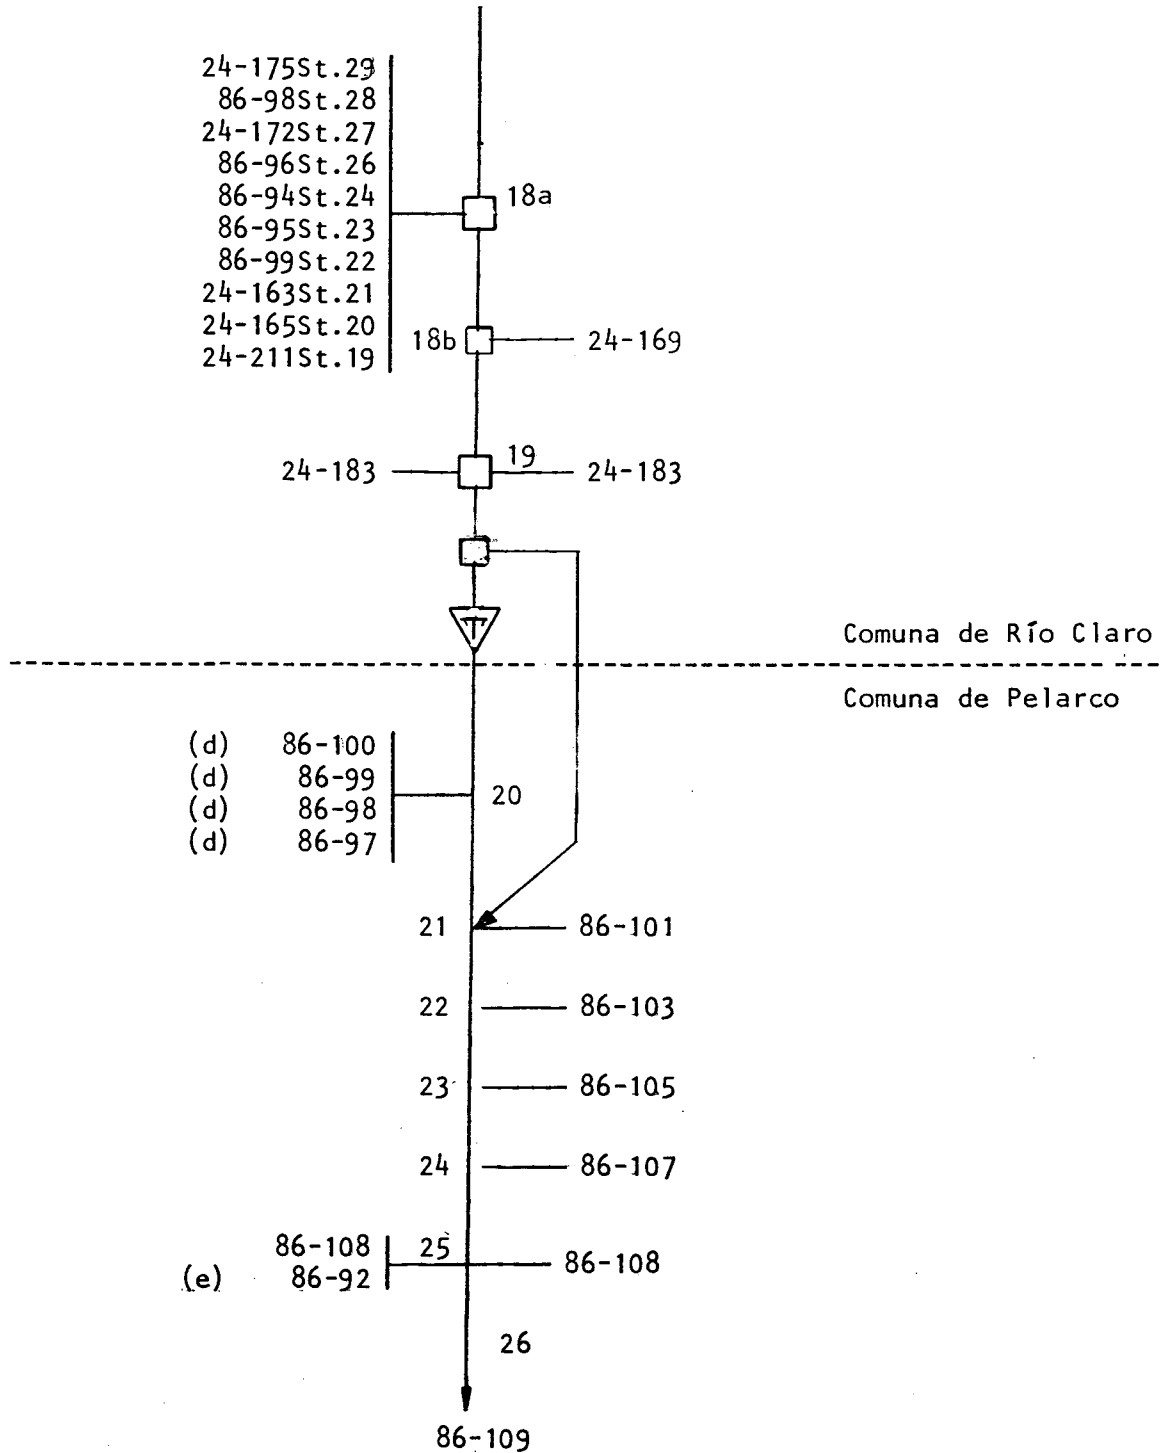 24-175St.29
86-98St.28
24-172St.27
86-96St.26
86-94St.24
86-95St.23
86-99St.22
24-163St.21
24-165St.20
24-211St.19
18a
18b
24-169
24-183
19
24-183
T
Comuna de Río Claro
Comuna de Pelarco
(d) 86-100
(d) 86-99
(d) 86-98
(d) 86-97
20
21
86-101
22
86-103
23
86-105
24
86-107
86-108
(e) 86-92
25
86-108
26
86-109